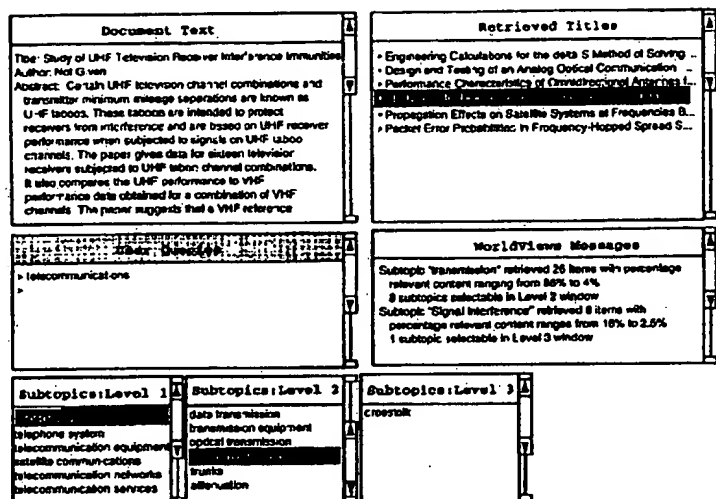 Document Text
Title: Study of UHF Television Receiver Interference Immunities
Author: Not Given
Abstract: Certain UHF television channel combinations and
transmitter minimum mileage separations are known as
UHF taboos. These taboos are intended to protect
receivers from interference and are based on UHF receiver
performance when subjected to signals on UHF taboo
channels. The paper gives data for sixteen television
receivers subjected to UHF taboo channel combinations.
It also compares the UHF performance to VHF
performance data obtained for a combination of VHF
channels. The paper suggests that a VHF reference
Retrieved Titles
• Engineering Calculations for the delta S Method of Solving ...
• Design and Testing of an Analog Optical Communication ...
• Performance Characteristics of Omnidirectional Antennas f...
• Propagation Effects on Satellite Systems at Frequencies B...
• Packet Error Probabilities in Frequency-Hopped Spread S...
> telecommunications
>
WorldViews Messages
Subtopic "transmission" retrieved 26 items with percentage
relevant content ranging from 86% to 4%
8 subtopics selectable in Level 2 window
Subtopic "Signal Interference" retrieved 8 items with
percentage relevant content ranges from 16% to 2.5%
1 subtopic selectable in Level 3 window
Subtopics:Level 1
telephone system
telecommunication equipment
satellite communications
telecommunication networks
telecommunication services
Subtopics:Level 2
data transmission
transmission equipment
optical transmission
trunks
attenuation
Subtopics:Level 3
crosstalk